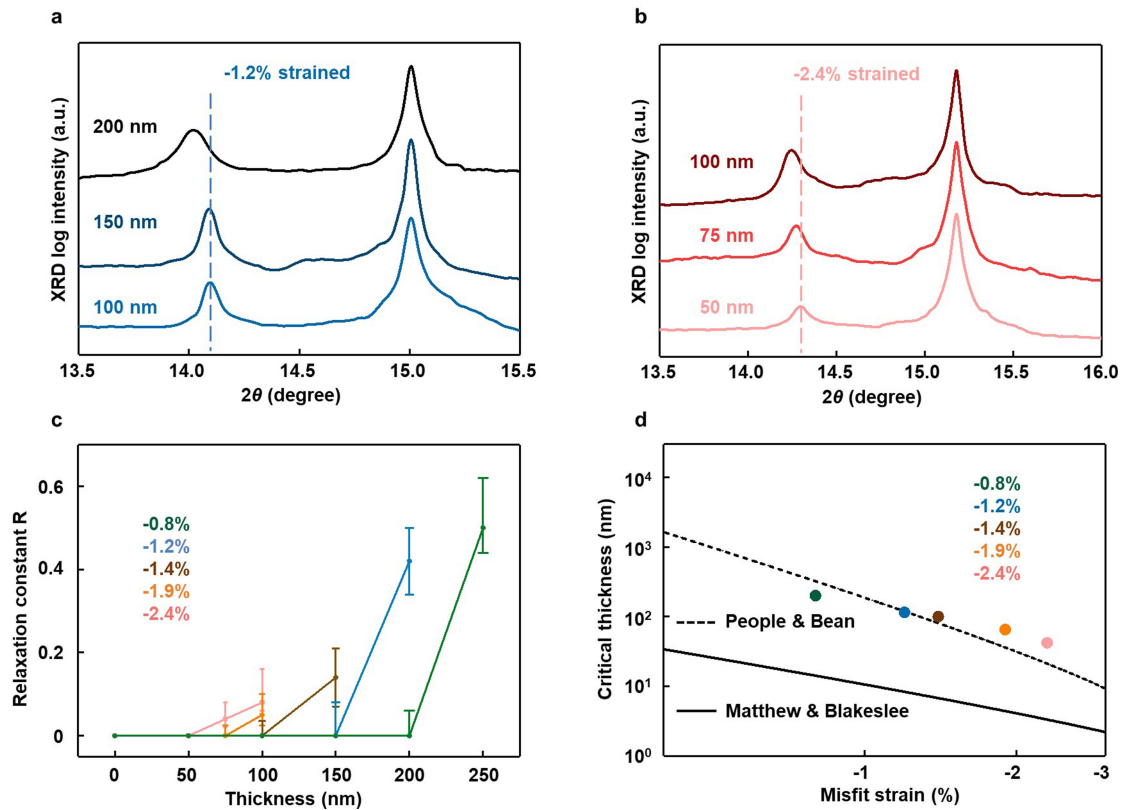 a
XRD log intensity (a.u.)
-1.2% strained
200 nm
150 nm
100 nm
13.5 14.0 14.5 15.0 15.5
2θ (degree)
b
XRD log intensity (a.u.)
-2.4% strained
100 nm
75 nm
50 nm
13.5 14.0 14.5 15.0 15.5 16.0
2θ (degree)
c
Relaxation constant R
0.6
0.4
0.2
0
-0.8%
-1.2%
-1.4%
-1.9%
-2.4%
0 50 100 150 200 250
Thickness (nm)
d
Critical thickness (nm)
10⁴
10³
10²
10¹
10⁰
-0.8%
-1.2%
-1.4%
-1.9%
-2.4%
People & Bean
Matthew & Blakeslee
-1 -2 -3
Misfit strain (%)